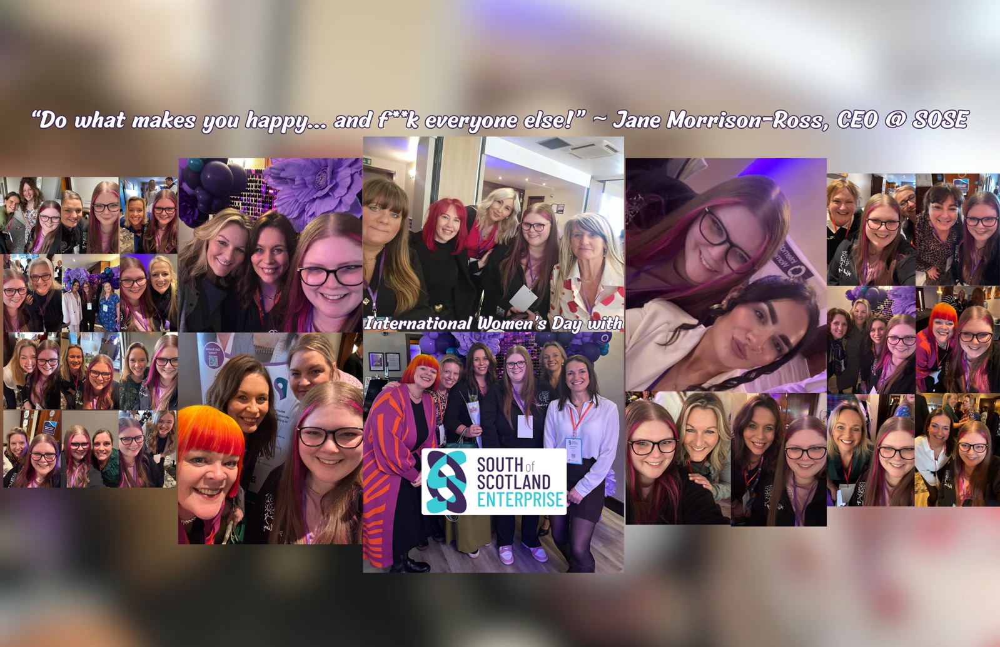 “Do what makes you happy... and f**k everyone else!” ~ Jane Morrison-Ross, CEO @ SOSE
International Women's Day with
SOUTH of
SCOTLAND
ENTERPRISE